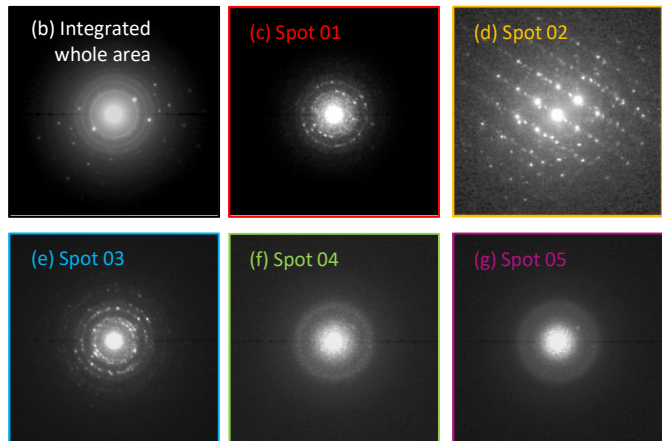 (b) Integrated
whole area
(c) Spot 01
(d) Spot 02
(e) Spot 03
(f) Spot 04
(g) Spot 05